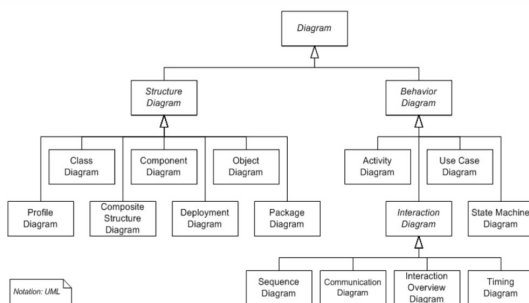 Diagram
Structure
Diagram
Behavior
Diagram
Class
Diagram
Component
Diagram
Object
Diagram
Activity
Diagram
Use Case
Diagram
Profile
Diagram
Composite
Structure
Diagram
Deployment
Diagram
Package
Diagram
Interaction
Diagram
State Machine
Diagram
Sequence
Diagram
Communication
Diagram
Interaction
Overview
Diagram
Timing
Diagram
Notation: UML